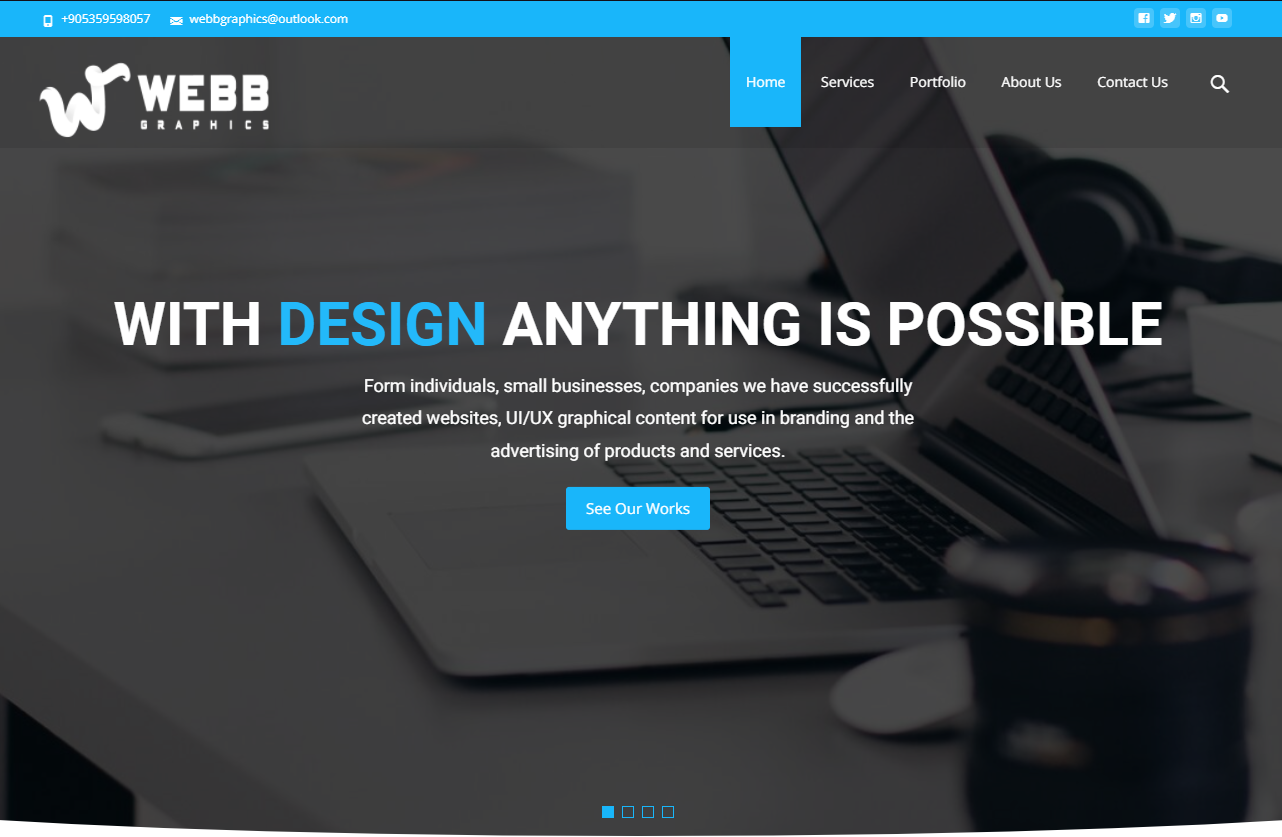 +905359598057 webbgraphics@outlook.com
WEBB
GRAPHICS
Home Services Portfolio About Us Contact Us
WITH DESIGN ANYTHING IS POSSIBLE
Form individuals, small businesses, companies we have successfully
created websites, UI/UX graphical content for use in branding and the
advertising of products and services.
See Our Works